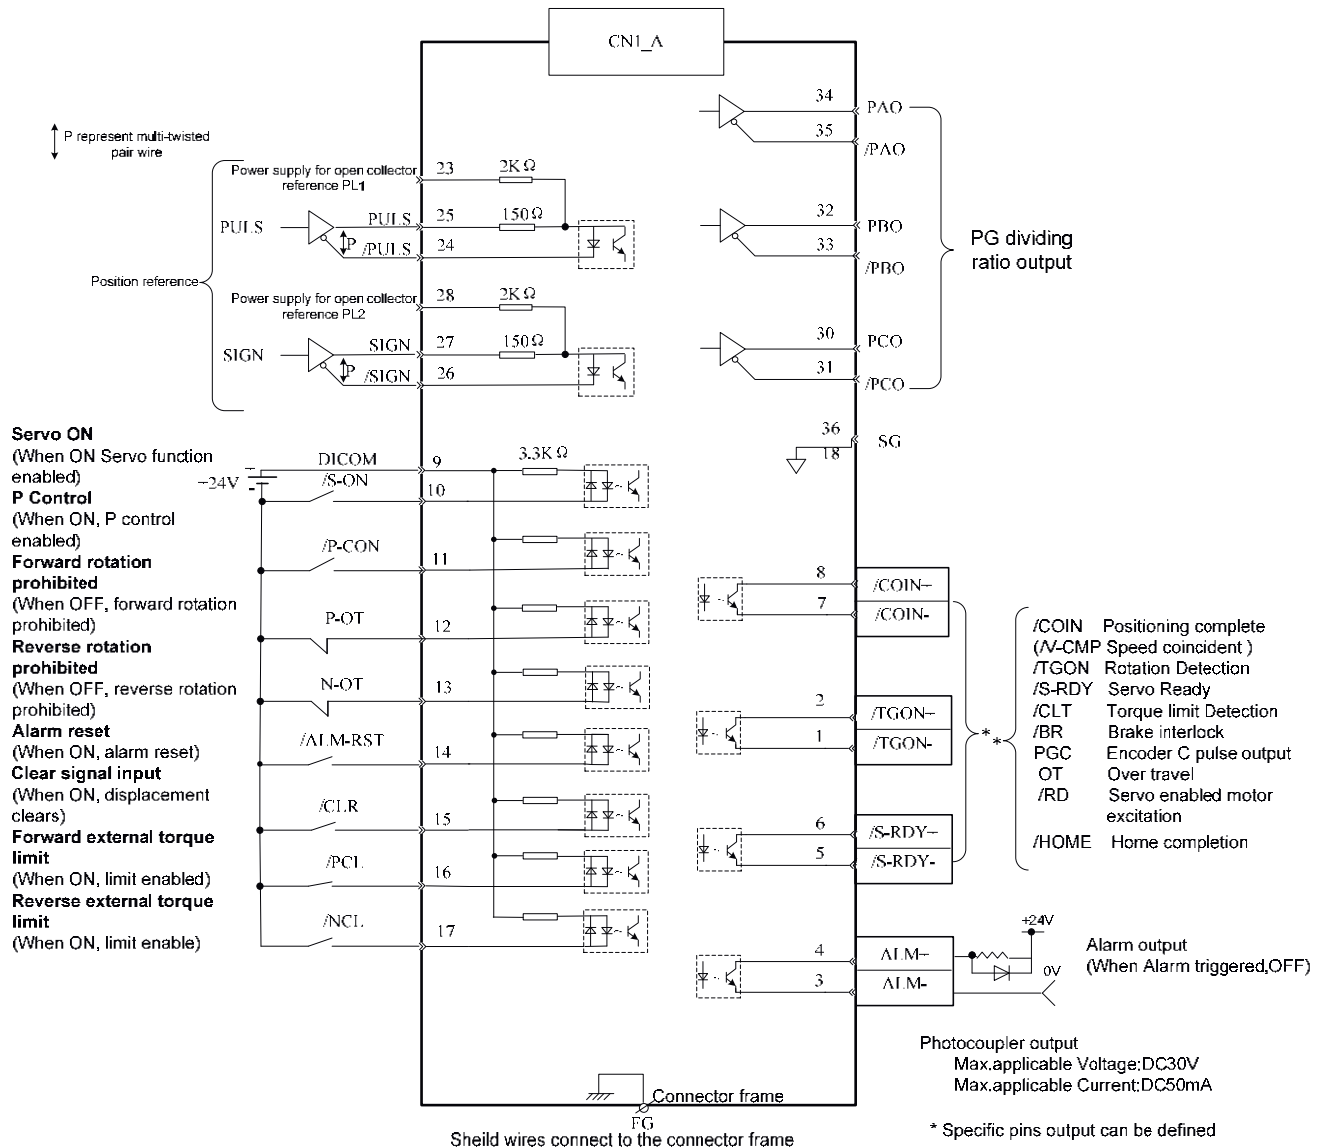 CN1_A
P represent multi-twisted
pair wire
Position reference
Power supply for open collector
reference PL1
23
2KΩ
PULS
PULS
25
150Ω
P
/PULS
24
Power supply for open collector
reference PL2
28
2KΩ
SIGN
SIGN
27
150Ω
P
/SIGN
26
34
PAO
35
/PAO
32
PBO
33
/PBO
30
PCO
31
/PCO
PG dividing
ratio output
36
18
SG
Servo ON
(When ON Servo function
enabled)
P Control
(When ON, P control
enabled)
Forward rotation
prohibited
(When OFF, forward rotation
prohibited)
Reverse rotation
prohibited
(When OFF, reverse rotation
prohibited)
Alarm reset
(When ON, alarm reset)
Clear signal input
(When ON, displacement
clears)
Forward external torque
limit
(When ON, limit enabled)
Reverse external torque
limit
(When ON, limit enable)
+24V
DICOM
9
3.3KΩ
/S-ON
10
/P-CON
11
P-OT
12
N-OT
13
/ALM-RST
14
/CLR
15
/PCL
16
/NCL
17
8
/COIN+
7
/COIN-
2
/TGON+
1
/TGON-
6
/S-RDY+
5
/S-RDY-
4
ALM+
3
ALM-
*
*
/COIN Positioning complete
(/V-CMP Speed coincident )
/TGON Rotation Detection
/S-RDY Servo Ready
/CLT Torque limit Detection
/BR Brake interlock
PGC Encoder C pulse output
OT Over travel
/RD Servo enabled motor
excitation
/HOME Home completion
+24V
0V
Alarm output
(When Alarm triggered,OFF)
Photocoupler output
Max.applicable Voltage:DC30V
Max.applicable Current:DC50mA
Connector frame
FG
Sheild wires connect to the connector frame
* Specific pins output can be defined